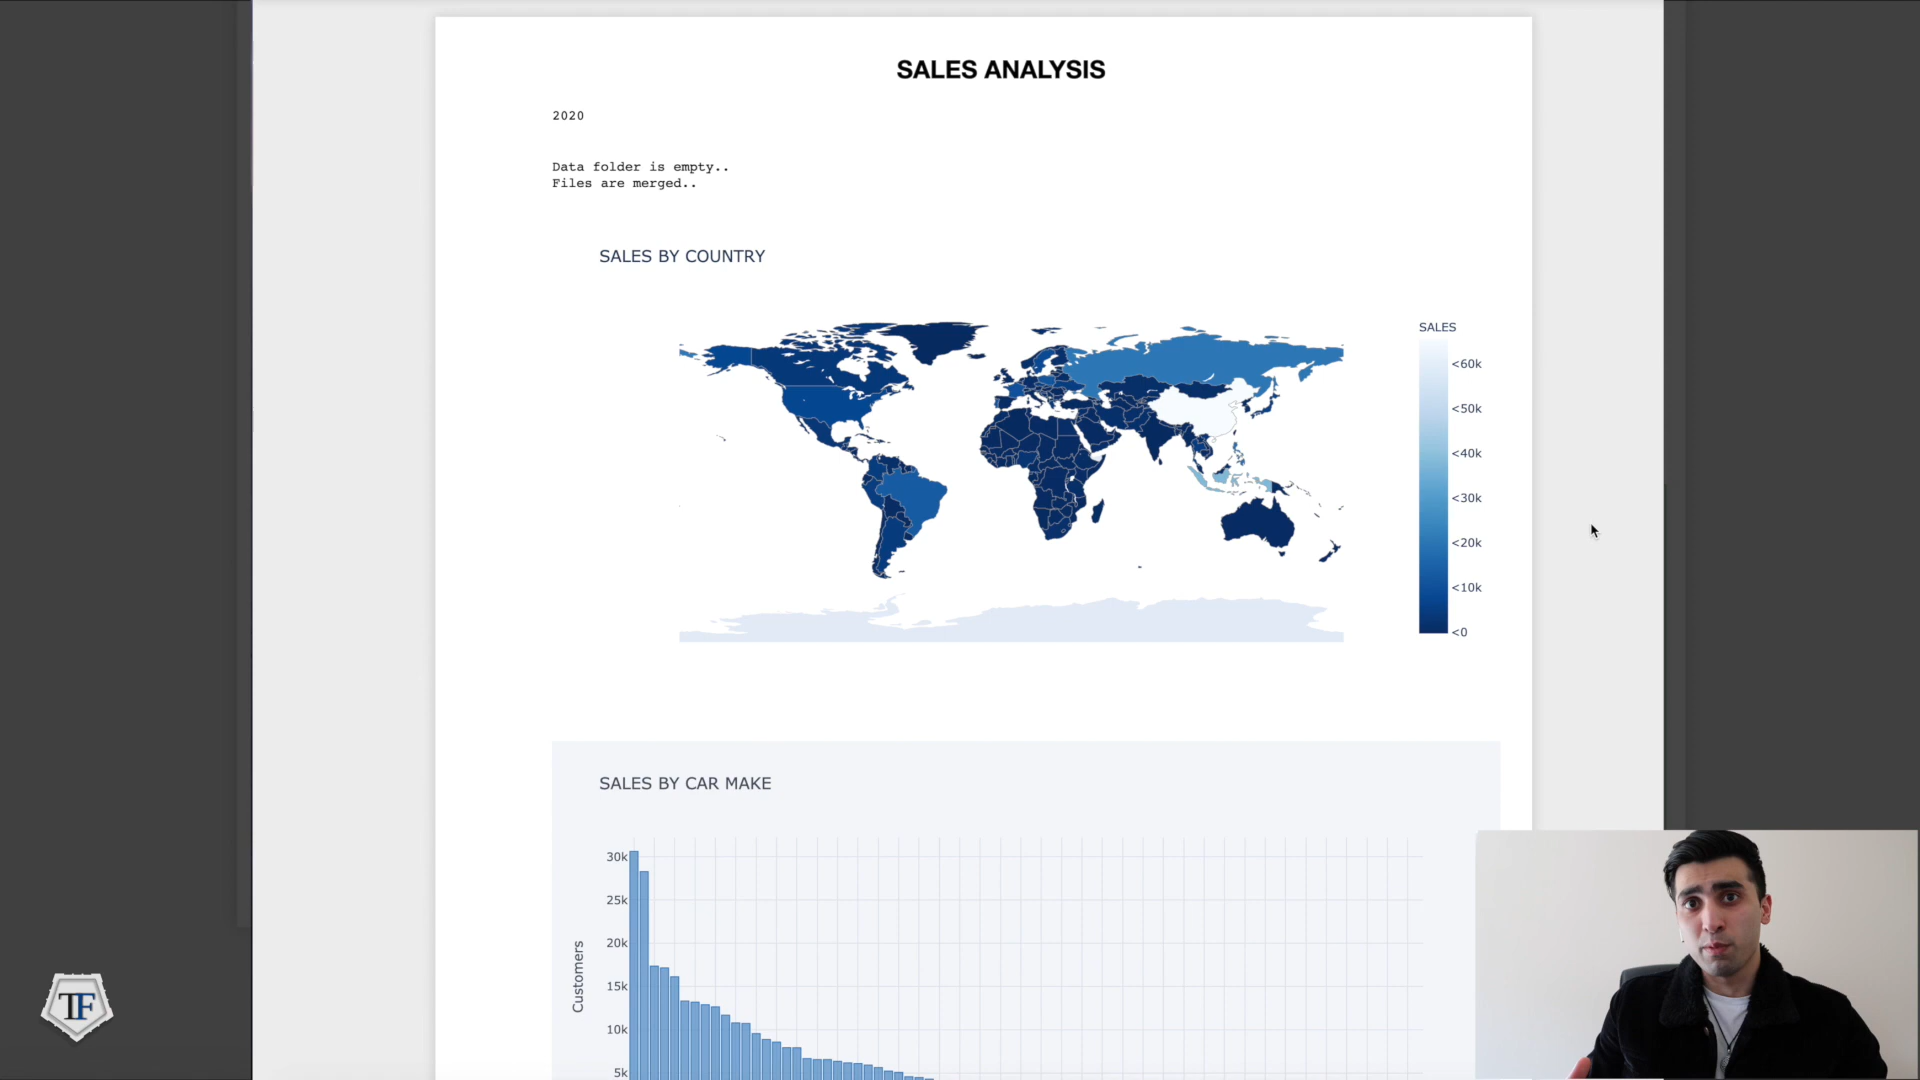 SALES ANALYSIS
2020
Data folder is empty..
Files are merged..
SALES BY COUNTRY
SALES
<60k
<50k
<40k
<30k
<20k
<10k
<0
SALES BY CAR MAKE
30k
25k
20k
15k
10k
5k
Customers
TF